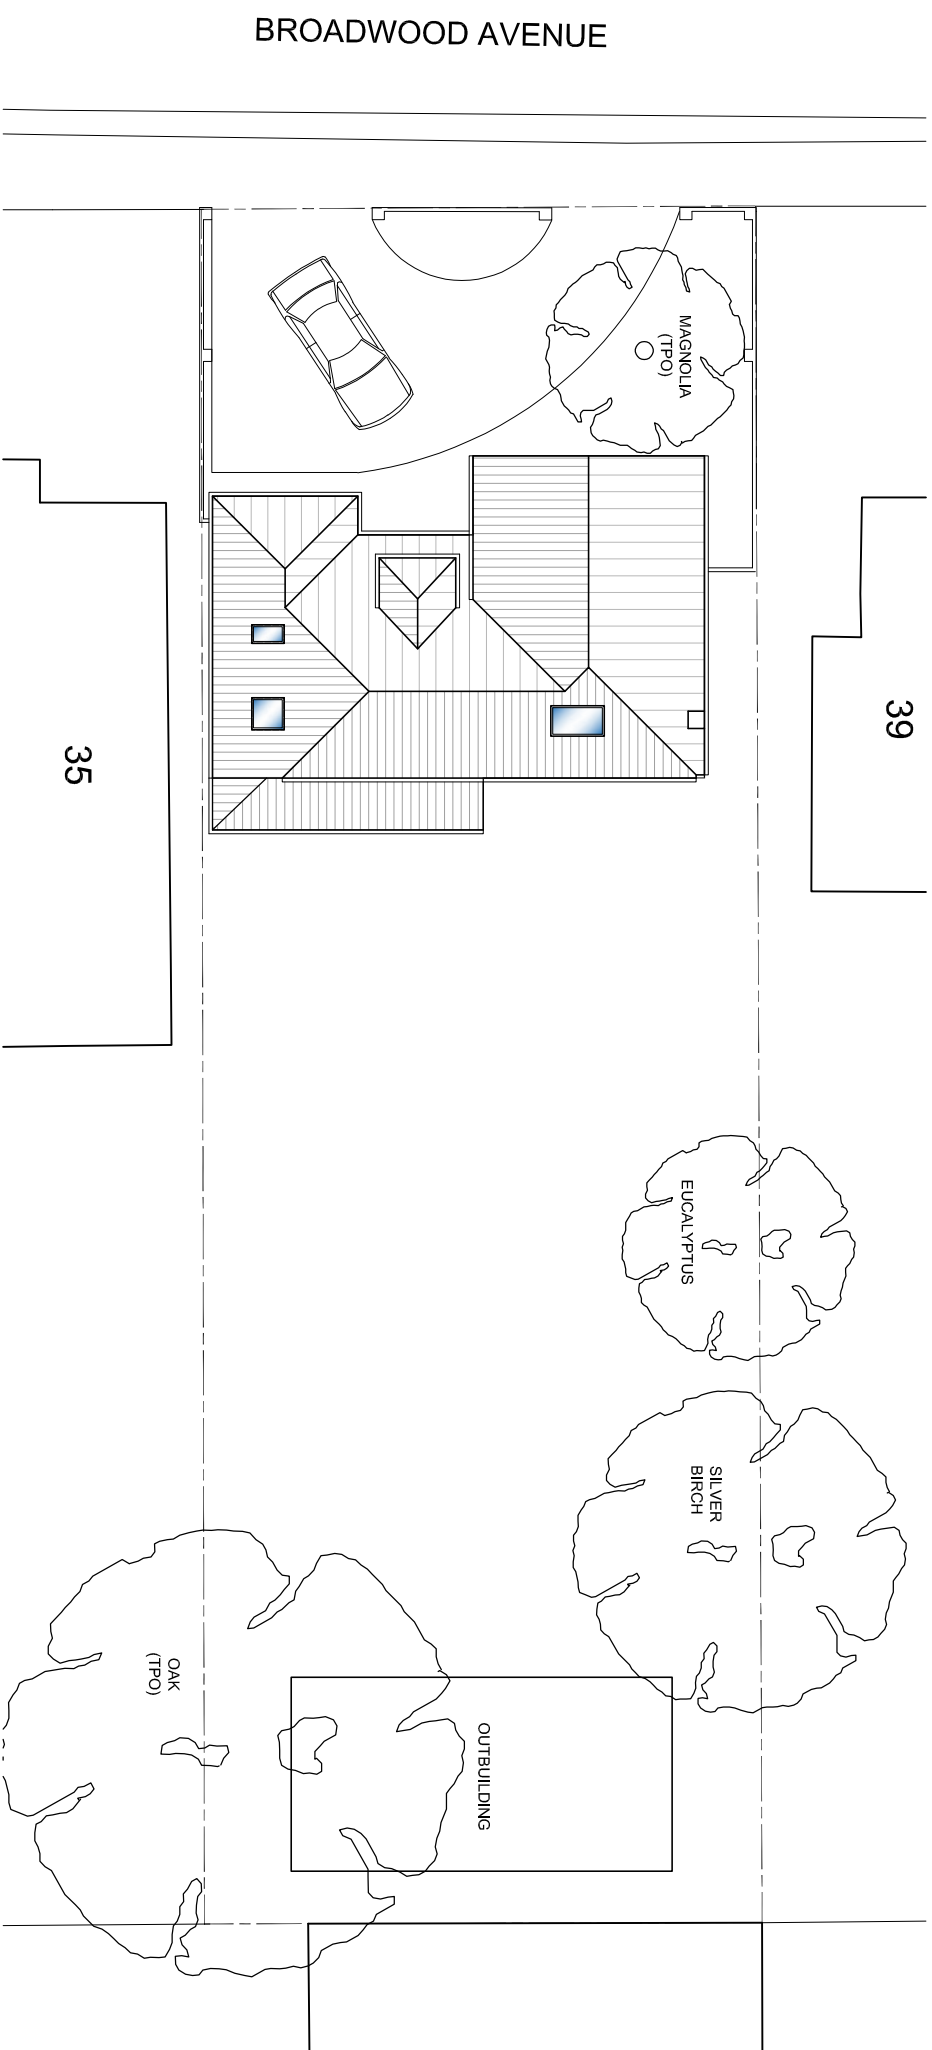 BROADWOOD AVENUE
MAGNOLIA
(TPO)
39
35
EUCALYPTUS
SILVER
BIRCH
OAK
(TPO)
OUTBUILDING